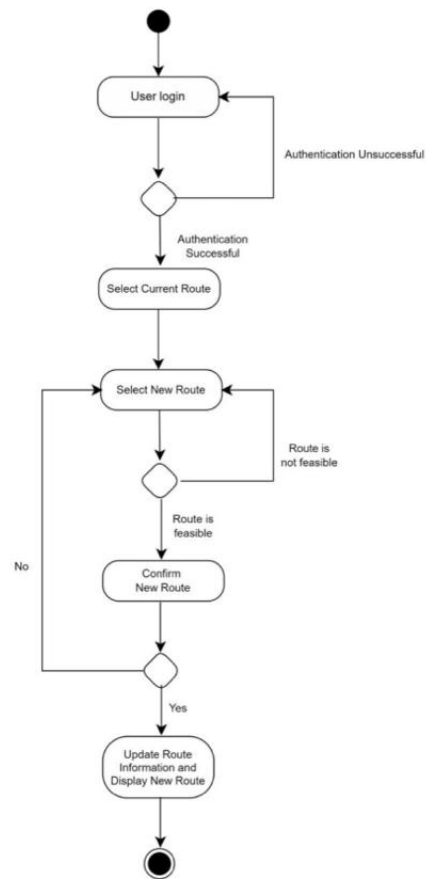 User login
Authentication Unsuccessful
Authentication
Successful
Select Current Route
Select New Route
Route is
not feasible
Route is
feasible
Confirm
New Route
No
Yes
Update Route
Information and
Display New Route